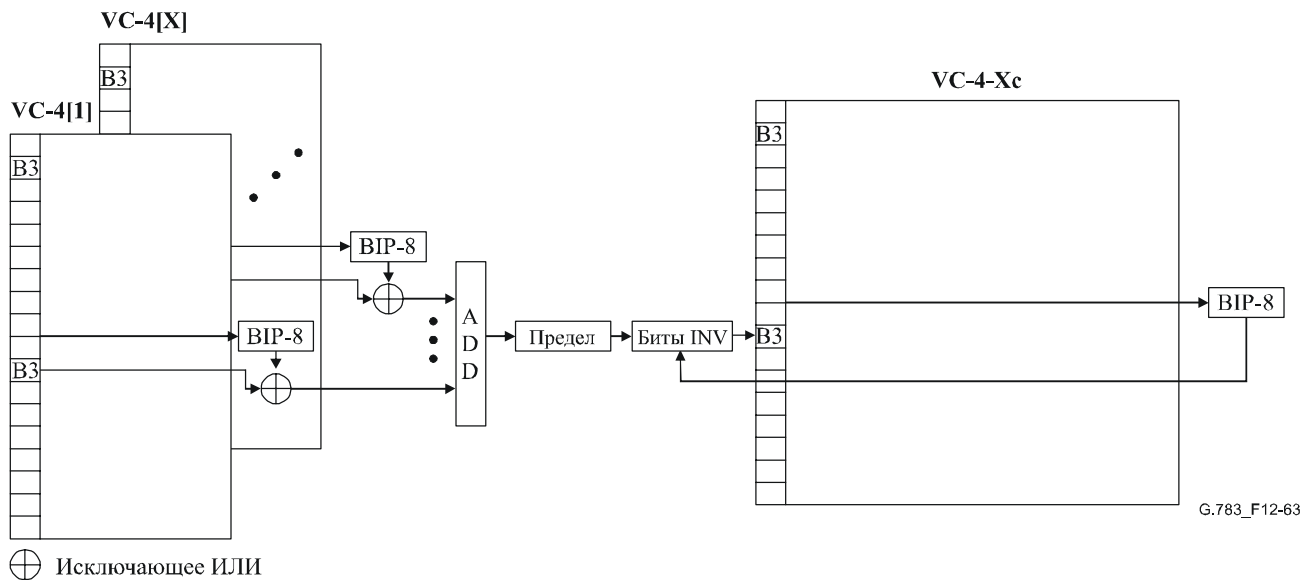 VC-4[X]
B3
VC-4[1]
B3
BIP-8
BIP-8
B3
A
D
D
Предел
Биты INV
VC-4-Xc
B3
B3
BIP-8
G.783_F12-63
Исключающее ИЛИ